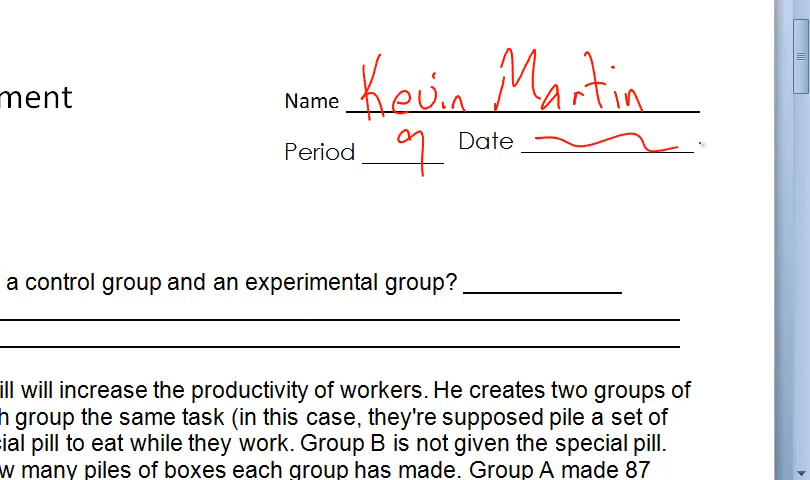 ment
Name Kevin Martin
Period 9 Date
a control group and an experimental group?
ill will increase the productivity of workers. He creates two groups of
h group the same task (in this case, they're supposed pile a set of
cial pill to eat while they work. Group B is not given the special pill.
w many piles of boxes each group has made. Group A made 87